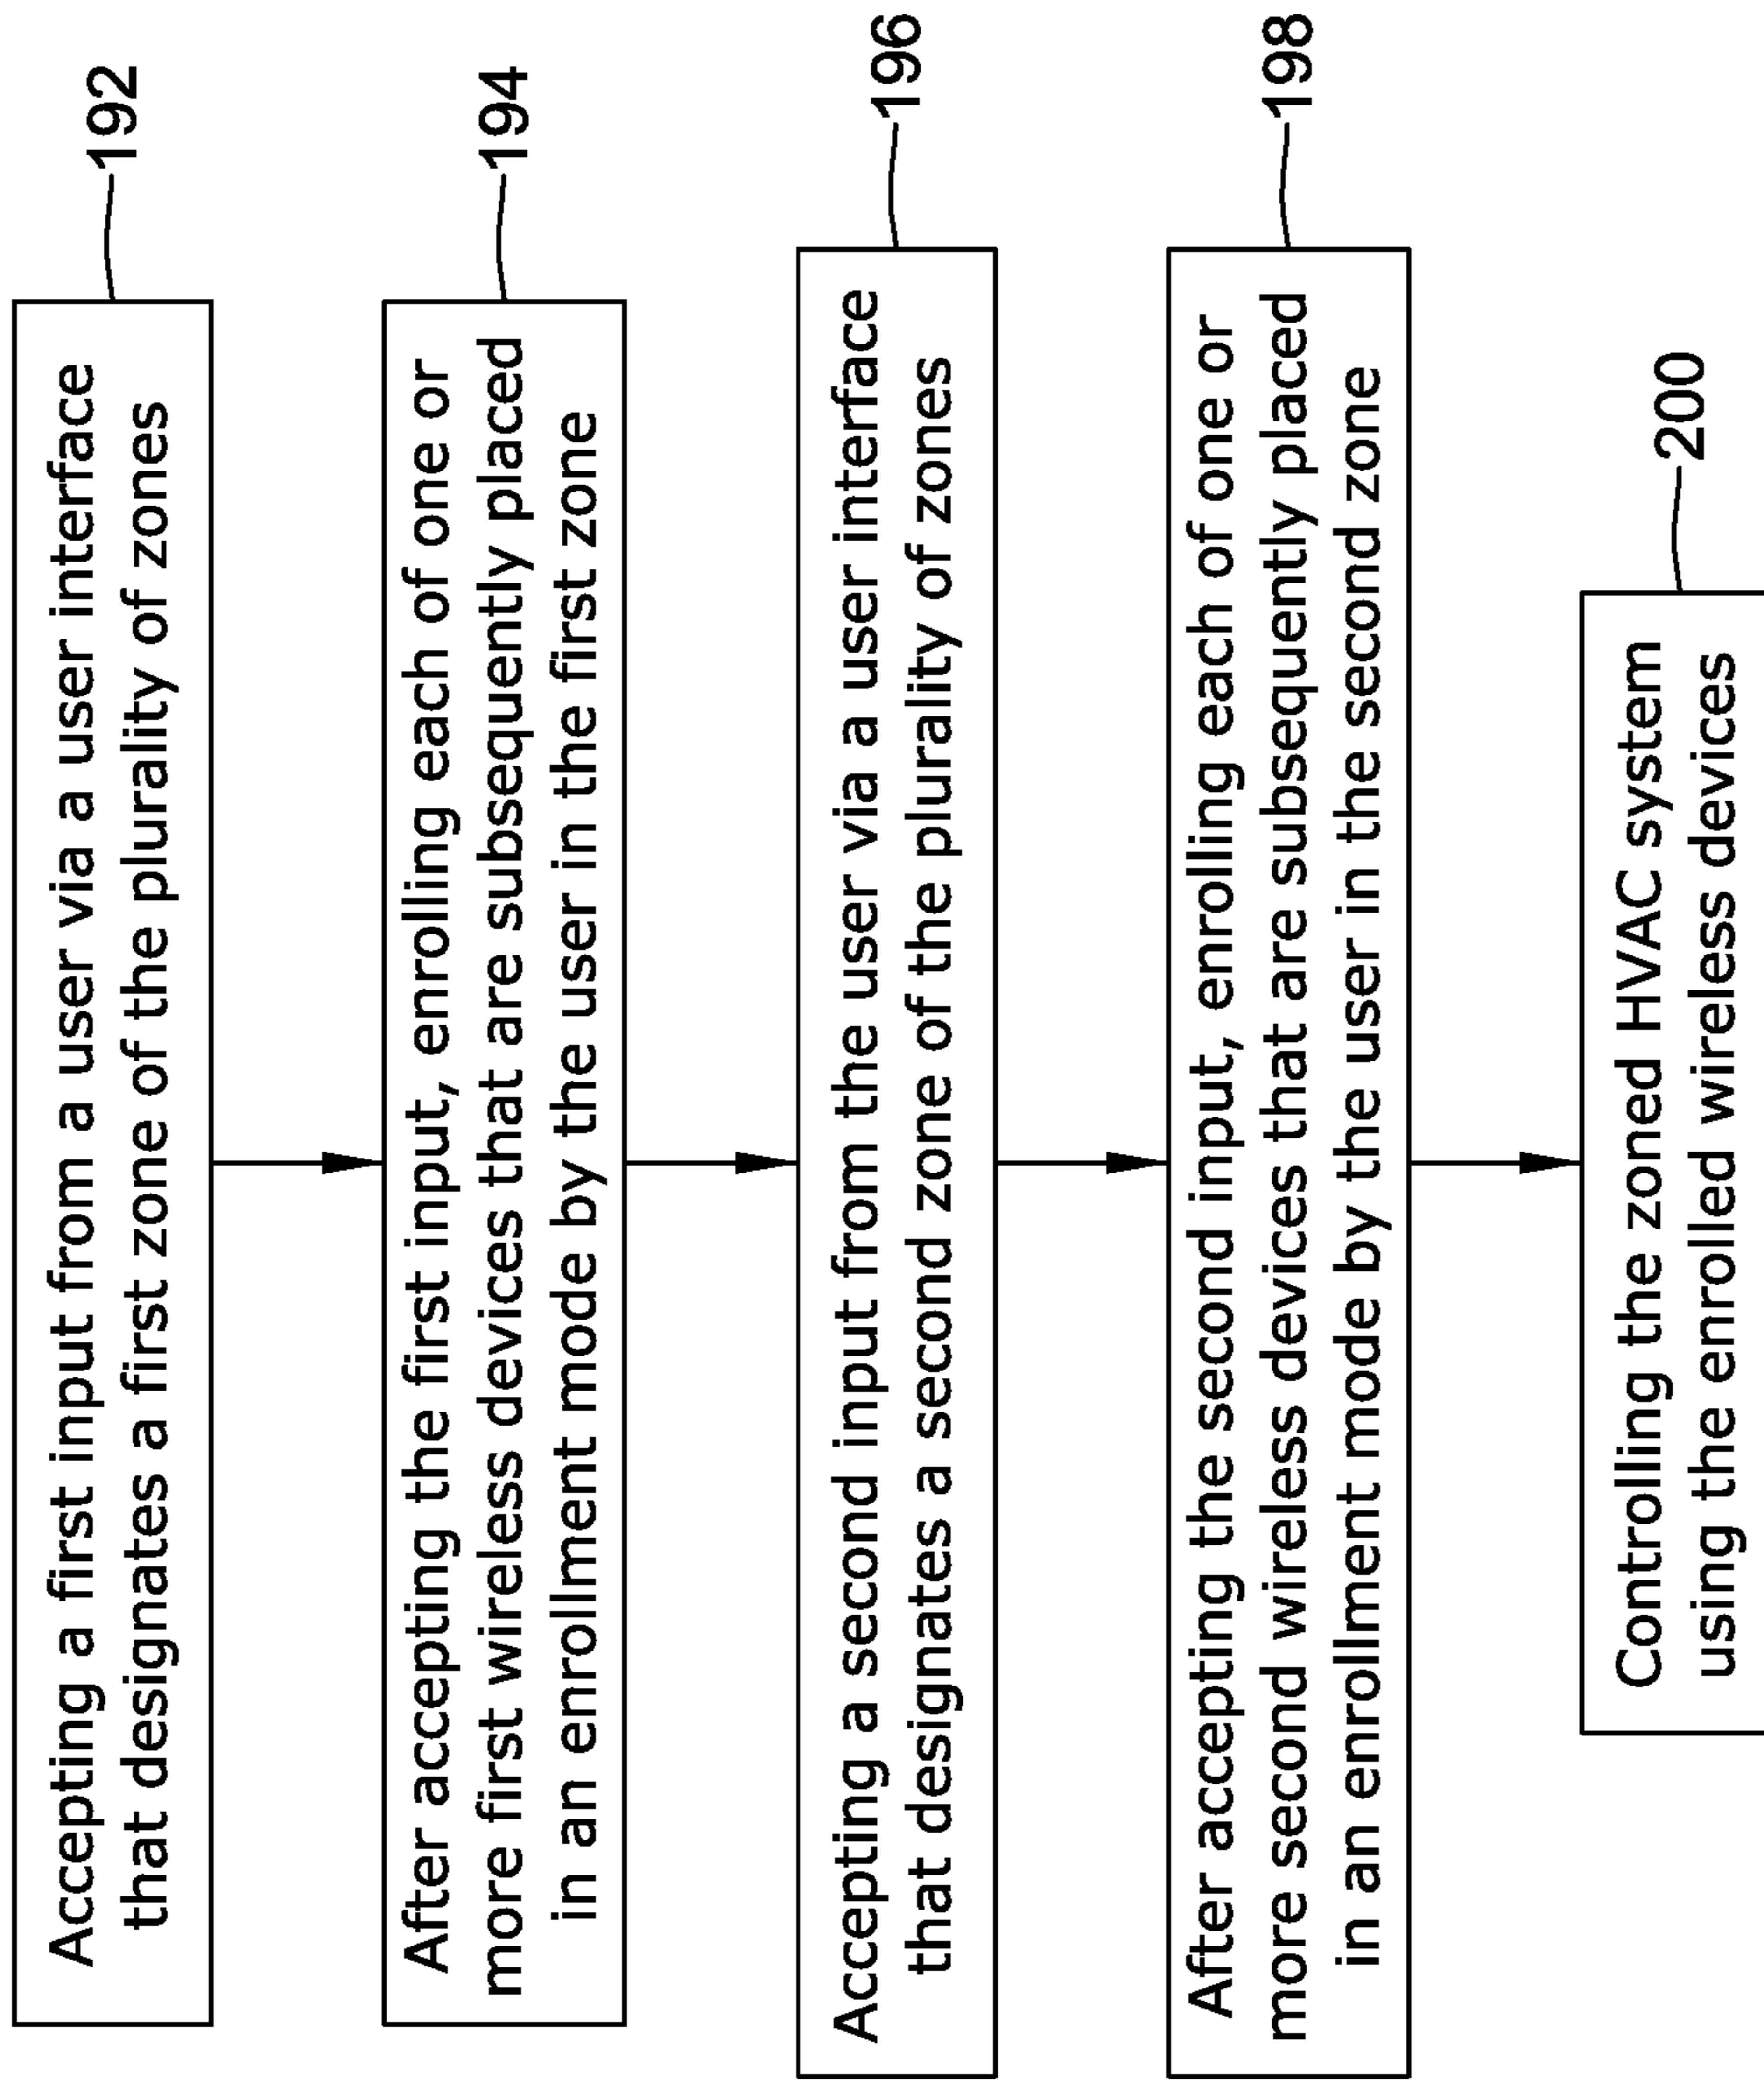 Accepting a first input from a user via a user interface
that designates a first zone of the plurality of zones
192
After accepting the first input, enrolling each of one or
more first wireless devices that are subsequently placed
in an enrollment mode by the user in the first zone
194
Accepting a second input from the user via a user interface
that designates a second zone of the plurality of zones
196
After accepting the second input, enrolling each of one or
more second wireless devices that are subsequently placed
in an enrollment mode by the user in the second zone
198
Controlling the zoned HVAC system
using the enrolled wireless devices
200